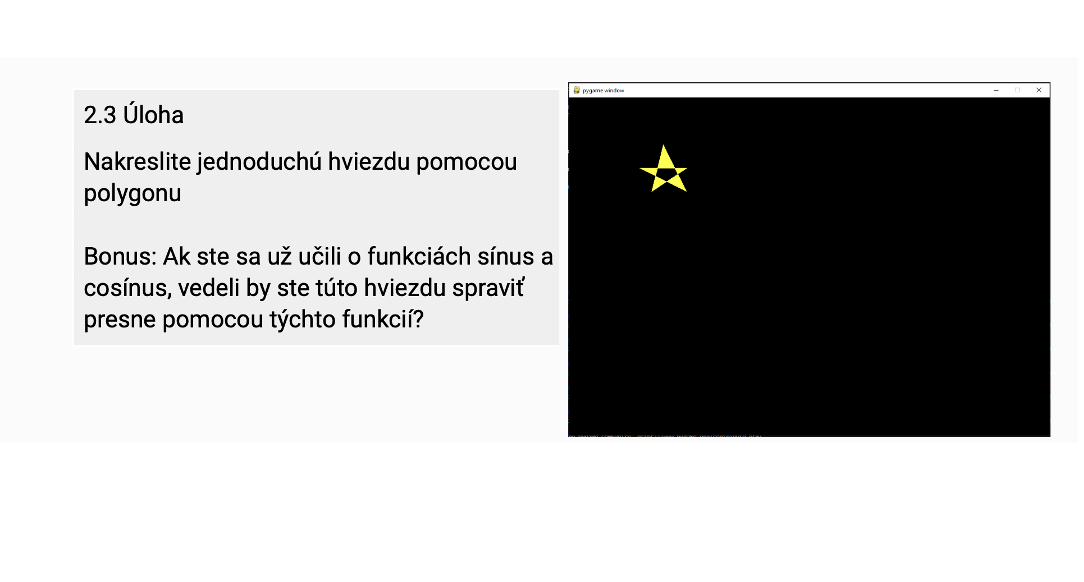 2.3 Úloha
Nakreslite jednoduchú hviezdu pomocou
polygonu
Bonus: Ak ste sa už učili o funkciách sínus a
cosínus, vedeli by ste túto hviezdu spraviť
presne pomocou týchto funkcií?
pygame window